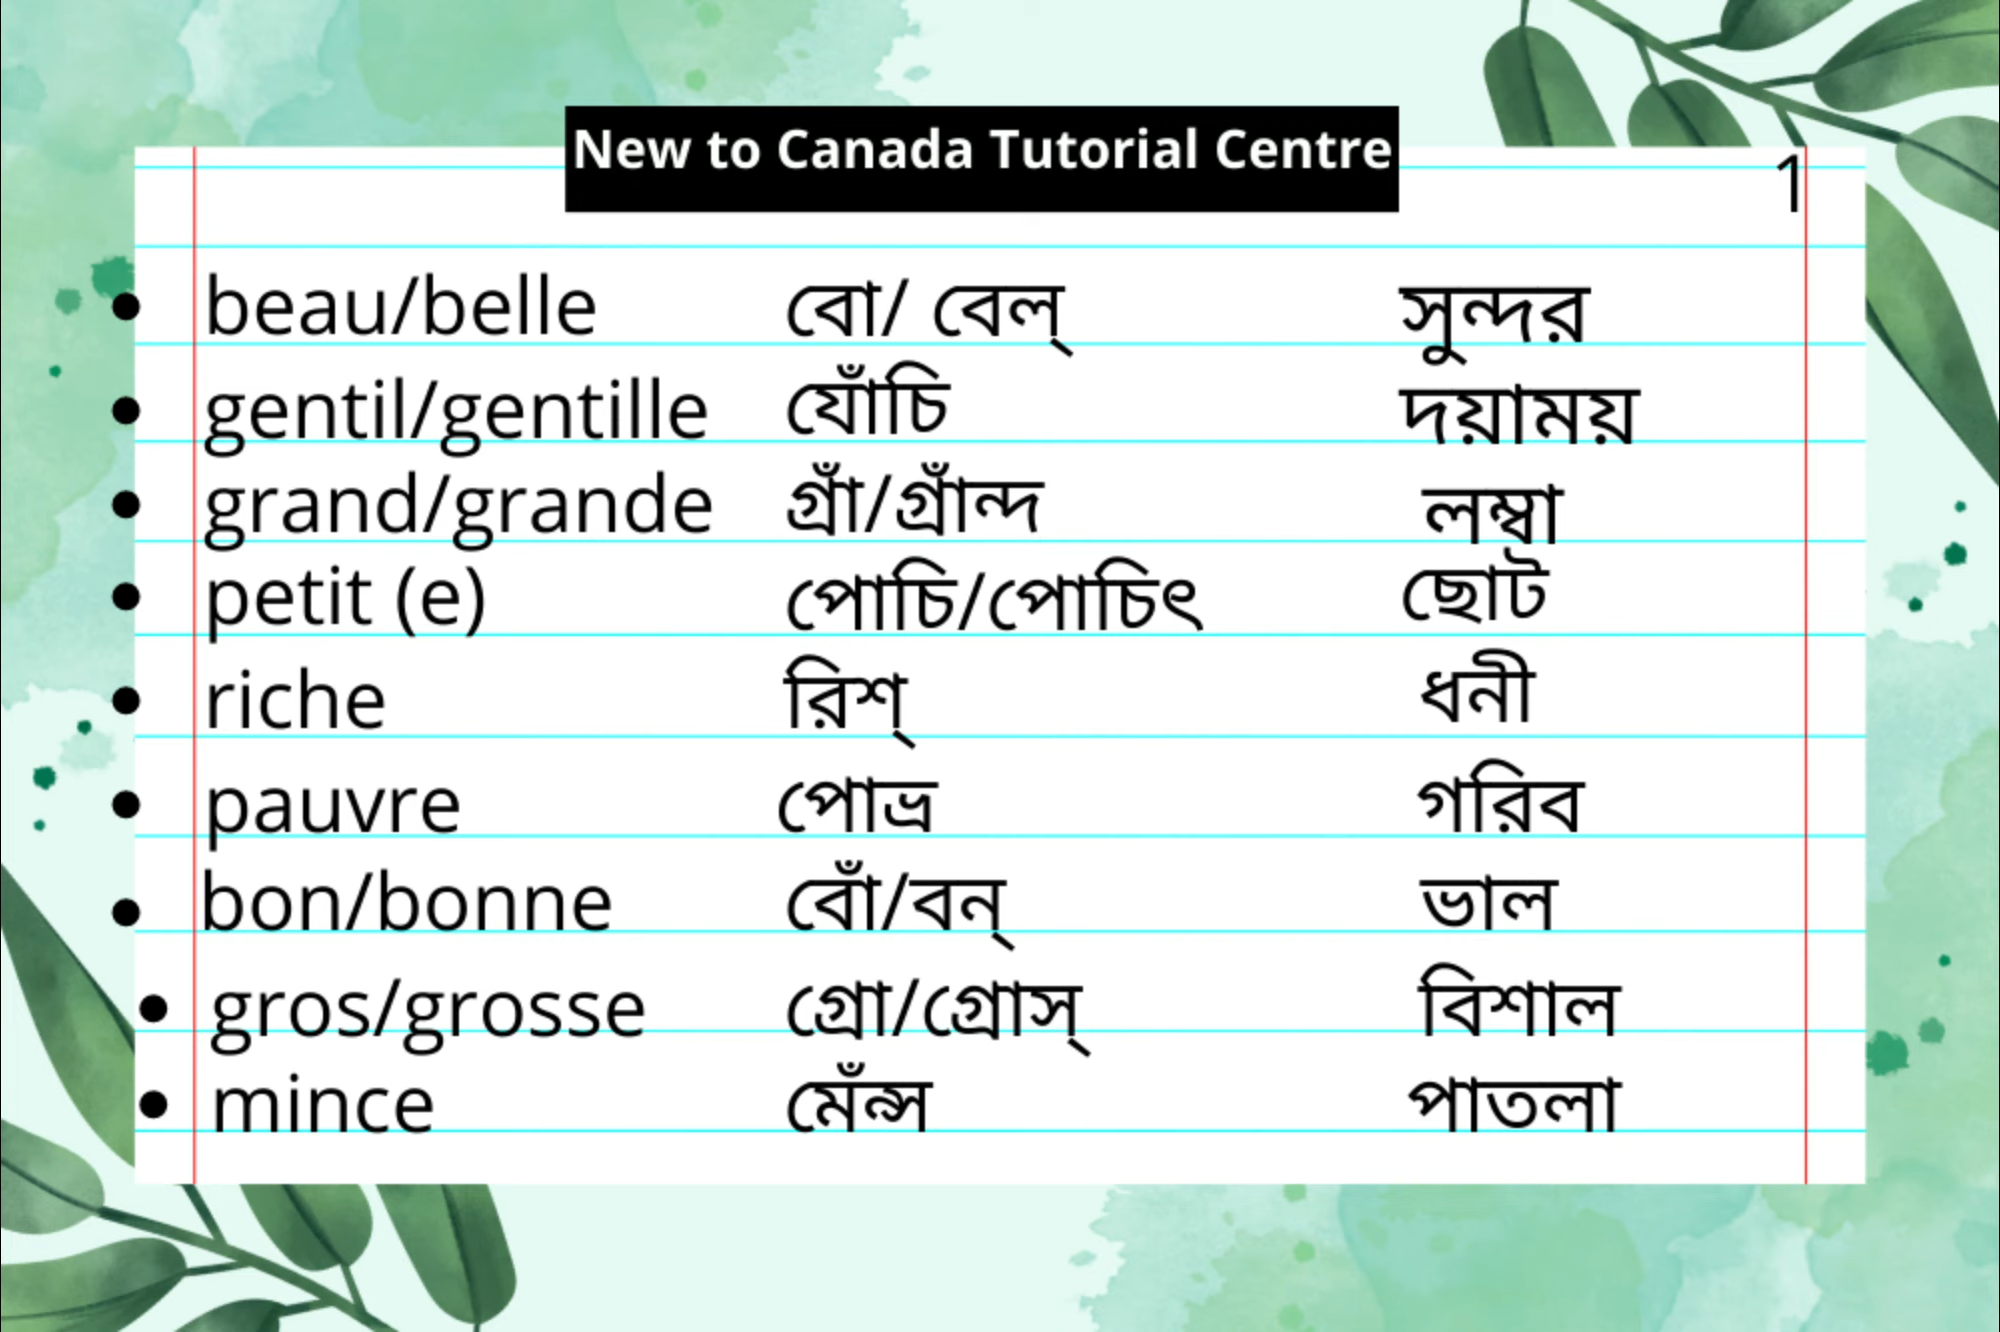 New to Canada Tutorial Centre
1
• beau/belle বো/ বেল্ সুন্দর
• gentil/gentille যোঁচি দয়াময়
• grand/grande গ্রাঁ/গ্রাঁন্দ লম্বা
• petit (e) পোচি/পোচিৎ ছোট
• riche রিশ্ ধনী
• pauvre পোভ্র গরিব
• bon/bonne বোঁ/বন্ ভাল
• gros/grosse গ্রো/গ্রোস্ বিশাল
• mince মেঁন্স পাতলা